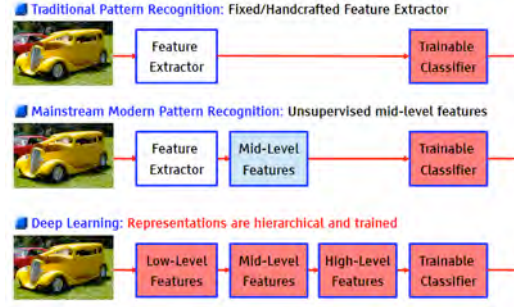 Traditional Pattern Recognition: Fixed/Handcrafted Feature Extractor
Feature
Extractor
Trainable
Classifier
Mainstream Modern Pattern Recognition: Unsupervised mid-level features
Feature
Extractor
Mid-Level
Features
Trainable
Classifier
Deep Learning: Representations are hierarchical and trained
Low-Level
Features
Mid-Level
Features
High-Level
Features
Trainable
Classifier